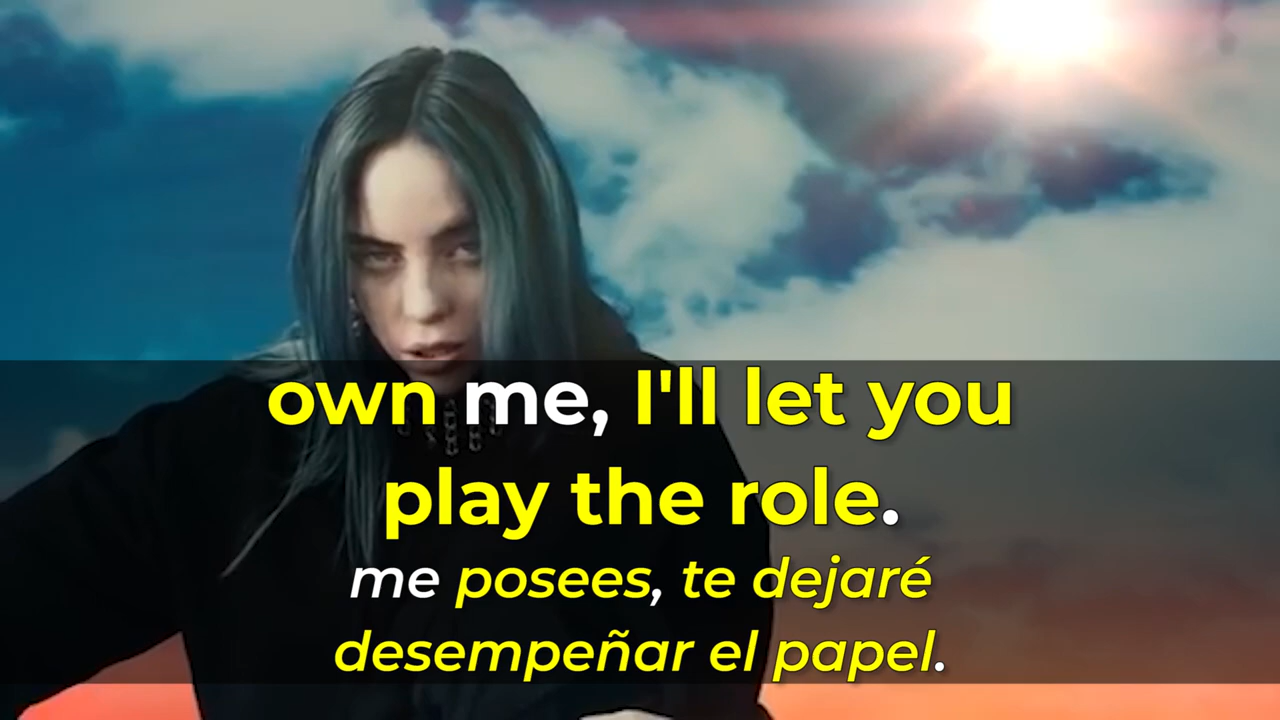 own me, I'll let you
play the role.
me posees, te dejaré
desempeñar el papel.